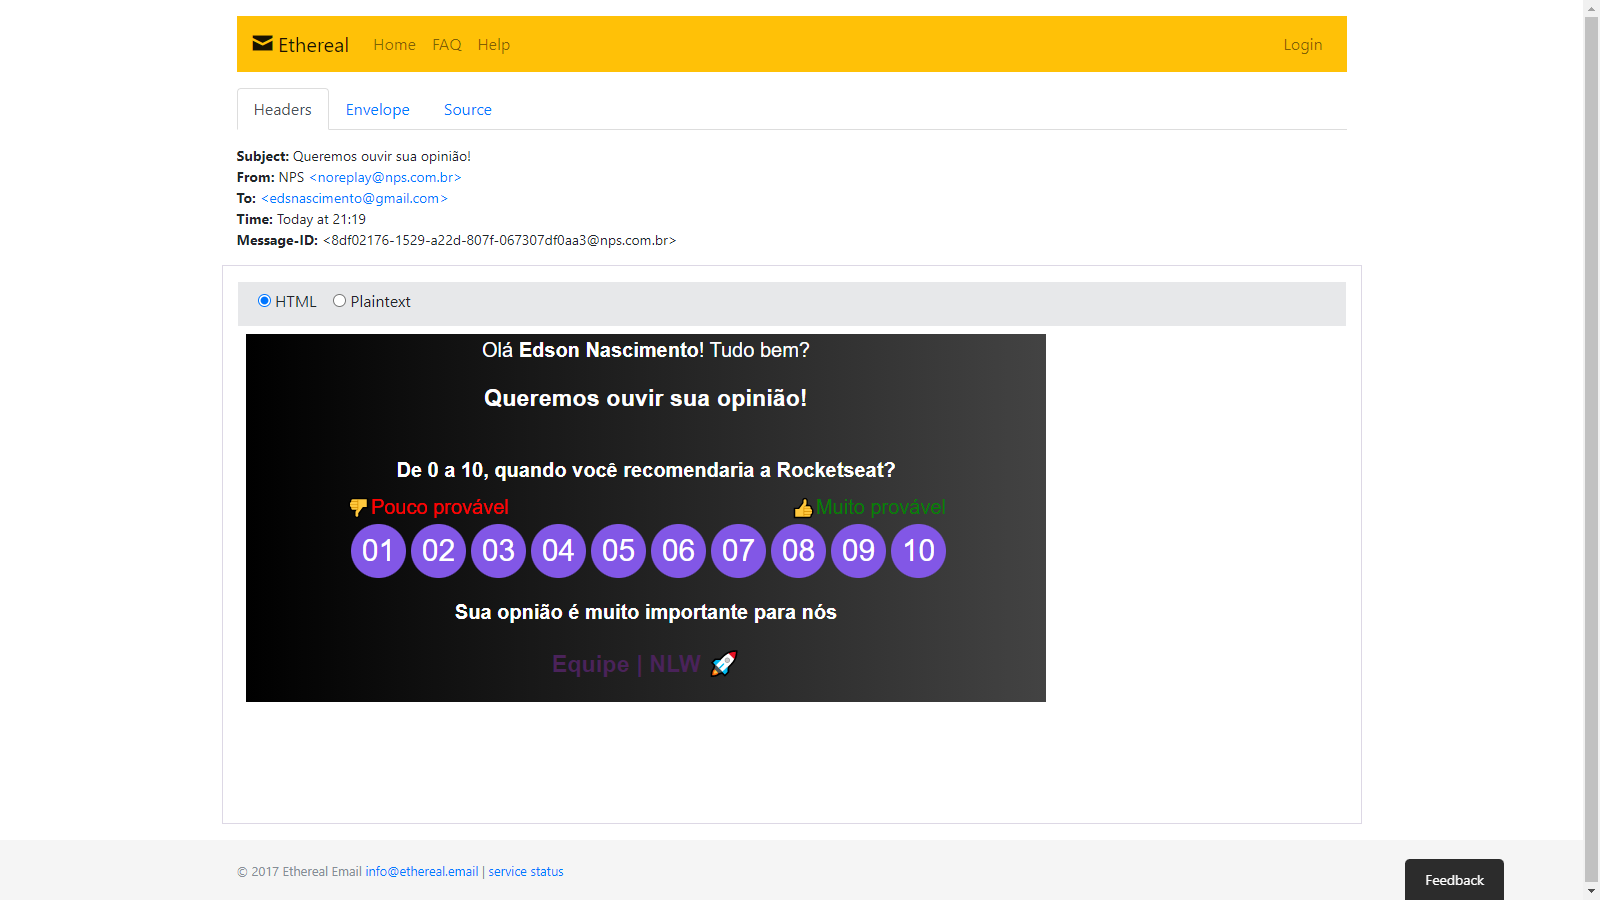 Ethereal Home FAQ Help Login
Headers Envelope Source
Subject: Queremos ouvir sua opinião!
From: NPS <noreplay@nps.com.br>
To: <edsnascimento@gmail.com>
Time: Today at 21:19
Message-ID: <8df02176-1529-a22d-807f-067307df0aa3@nps.com.br>
HTML Plaintext
Olá Edson Nascimento! Tudo bem?
Queremos ouvir sua opinião!
De 0 a 10, quando você recomendaria a Rocketseat?
👎Pouco provável 👍Muito provável
01 02 03 04 05 06 07 08 09 10
Sua opnião é muito importante para nós
Equipe | NLW 🚀
© 2017 Ethereal Email info@ethereal.email | service status
Feedback